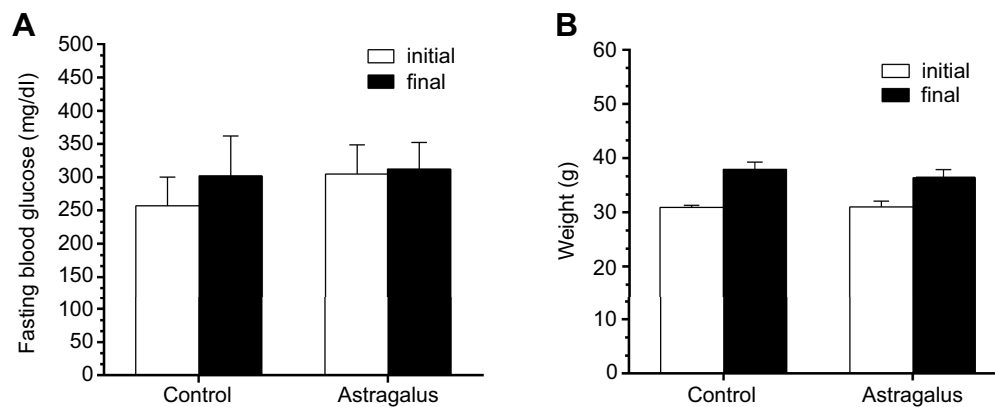 A
Fasting blood glucose (mg/dl)
500
450
400
350
300
250
200
150
100
50
0
initial
final
Control
Astragalus
B
Weight (g)
60
50
40
30
20
10
0
initial
final
Control
Astragalus